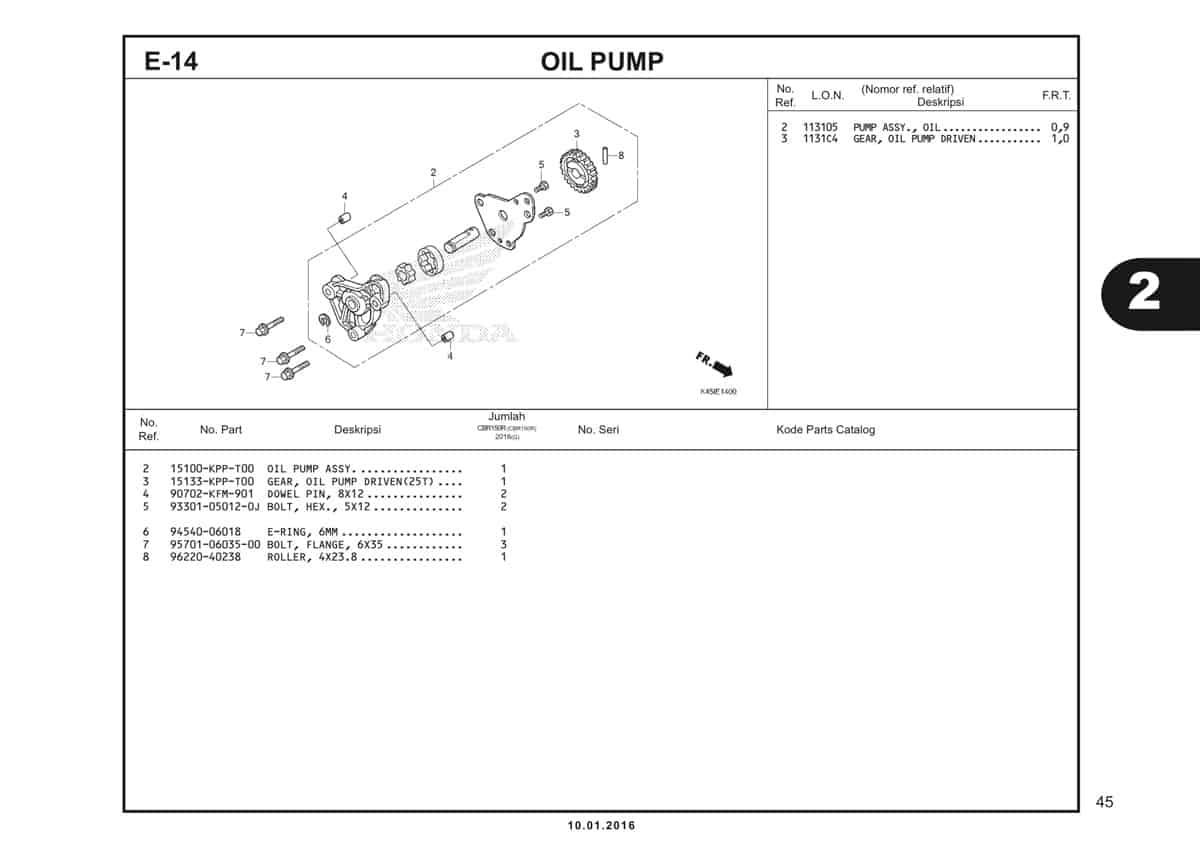 E-14 OIL PUMP
No. Ref. L.O.N. (Nomor ref. relatif) Deskripsi F.R.T.
2 113105 PUMP ASSY., OIL................. 0,9
3 1131C4 GEAR, OIL PUMP DRIVEN........... 1,0
3
8
5
2
4
5
7
6
4
7
7
HONDA
FR.
K45IE1400
2
No. Ref. No. Part Deskripsi Jumlah CBR150R (CBR150R) 2016(G) No. Seri Kode Parts Catalog
2 15100-KPP-T00 OIL PUMP ASSY................. 1
3 15133-KPP-T00 GEAR, OIL PUMP DRIVEN(25T).... 1
4 90702-KFM-901 DOWEL PIN, 8X12............... 2
5 93301-05012-0J BOLT, HEX., 5X12.............. 2
6 94540-06018 E-RING, 6MM................... 1
7 95701-06035-00 BOLT, FLANGE, 6X35............ 3
8 96220-40238 ROLLER, 4X23.8................ 1
45
10.01.2016